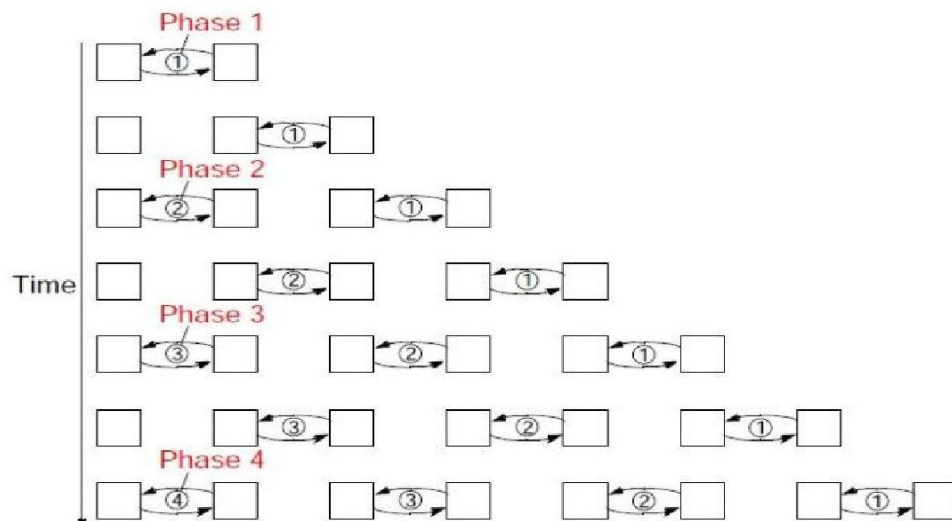 Phase 1
①
①
Phase 2
② ①
Time ② ①
Phase 3
③ ② ①
③ ② ①
Phase 4
④ ③ ② ①